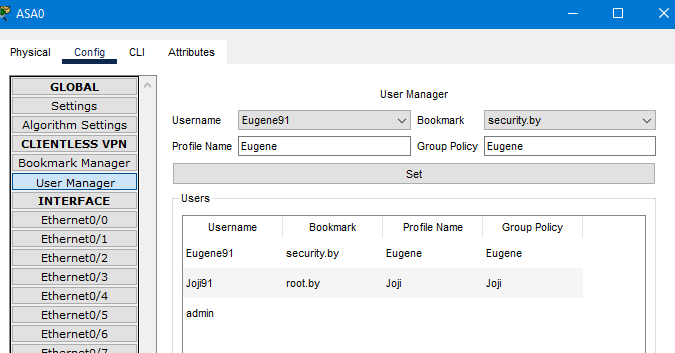 ASA0
Physical Config CLI Attributes
GLOBAL
Settings
Algorithm Settings
CLIENTLESS VPN
Bookmark Manager
User Manager
INTERFACE
Ethernet0/0
Ethernet0/1
Ethernet0/2
Ethernet0/3
Ethernet0/4
Ethernet0/5
Ethernet0/6
Ethernet0/7
User Manager
Username Eugene91 Bookmark security.by
Profile Name Eugene Group Policy Eugene
Set
Users
Username Bookmark Profile Name Group Policy
Eugene91 security.by Eugene Eugene
Joji91 root.by Joji Joji
admin